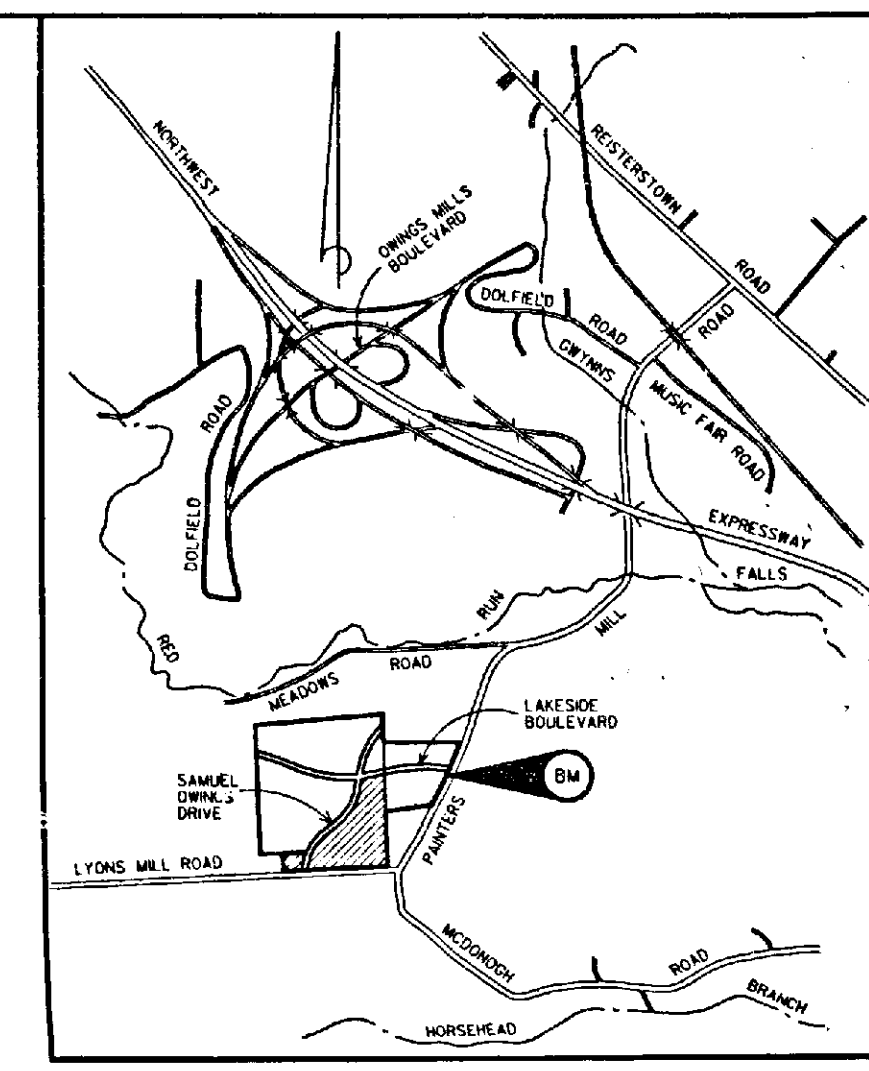 NORTHWEST
OWINGS MILLS
BOULEVARD
REISTERSTOWN
ROAD
DOLFIELD
ROAD
ROAD
GWYNNS
MUSIC FAIR ROAD
ROAD
DOLFIELD
EXPRESSWAY
FALLS
RED
RUN
MILL
MEADOWS
ROAD
LAKESIDE
BOULEVARD
SAMUEL
OWINGS
DRIVE
BM
PAINTERS
LYONS MILL ROAD
MCDONOGH
ROAD
BRANCH
HORSEHEAD